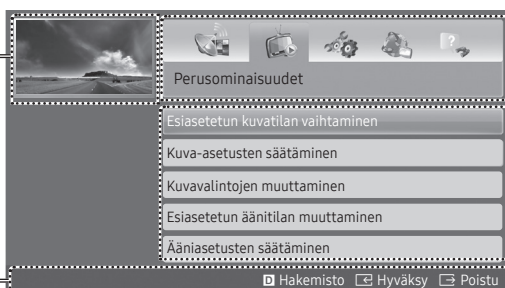 Perusominaisuudet
Esiasetetun kuvatilan vaihtaminen
Kuva-asetusten säätäminen
Kuvavalintojen muuttaminen
Esiasetetun äänitilan muuttaminen
Ääniasetusten säätäminen
D Hakemisto Hyväksy Poistu